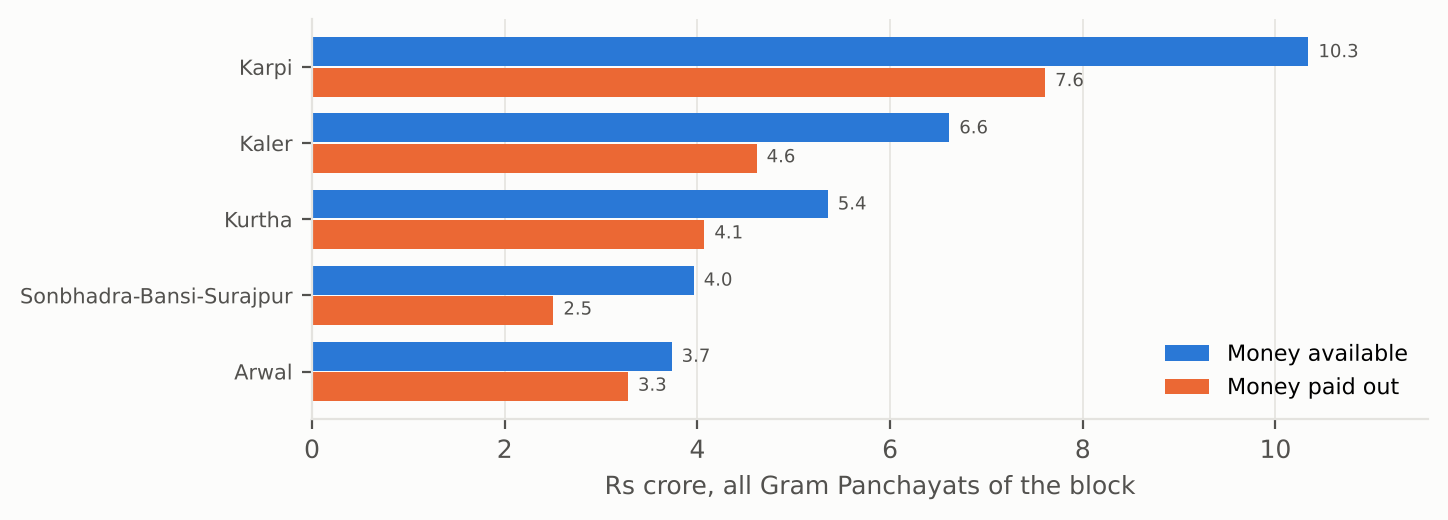 Karpi
10.3
7.6
Kaler
6.6
4.6
Kurtha
5.4
4.1
Sonbhadra-Bansi-Surajpur
4.0
2.5
Arwal
3.7
3.3
Money available
Money paid out
0 2 4 6 8 10
Rs crore, all Gram Panchayats of the block